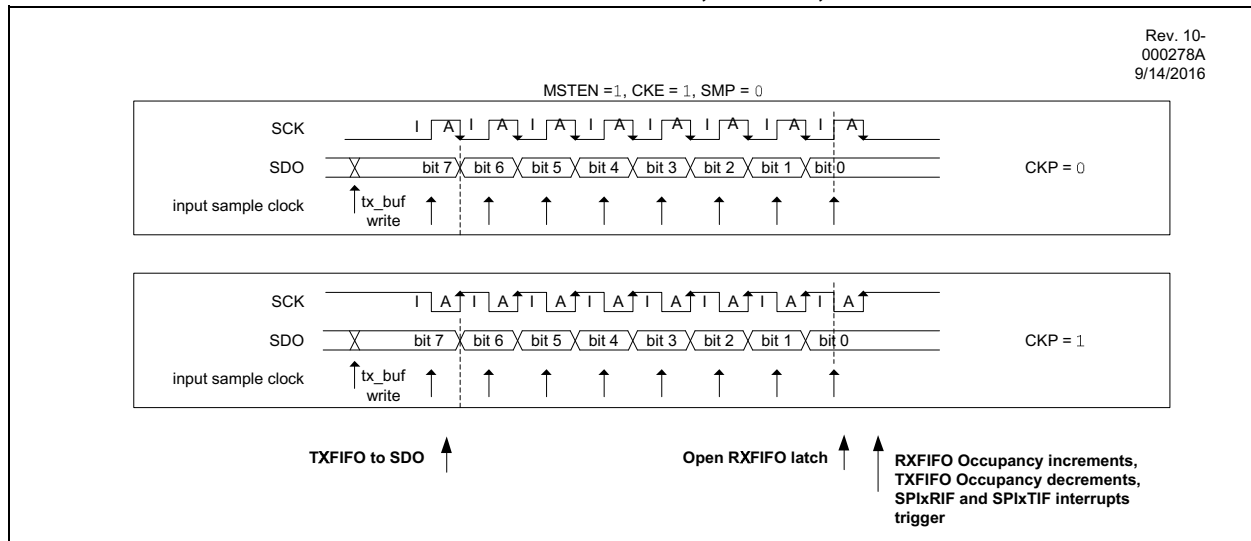 Rev. 10-
000278A
9/14/2016
MSTEN =1, CKE = 1, SMP = 0
SCK I A I A I A I A I A I A I A I A
SDO bit 7 bit 6 bit 5 bit 4 bit 3 bit 2 bit 1 bit 0 CKP = 0
input sample clock tx_buf
write
SCK I A I A I A I A I A I A I A I A
SDO bit 7 bit 6 bit 5 bit 4 bit 3 bit 2 bit 1 bit 0 CKP = 1
input sample clock tx_buf
write
TXFIFO to SDO Open RXFIFO latch RXFIFO Occupancy increments,
TXFIFO Occupancy decrements,
SPIxRIF and SPIxTIF interrupts
trigger